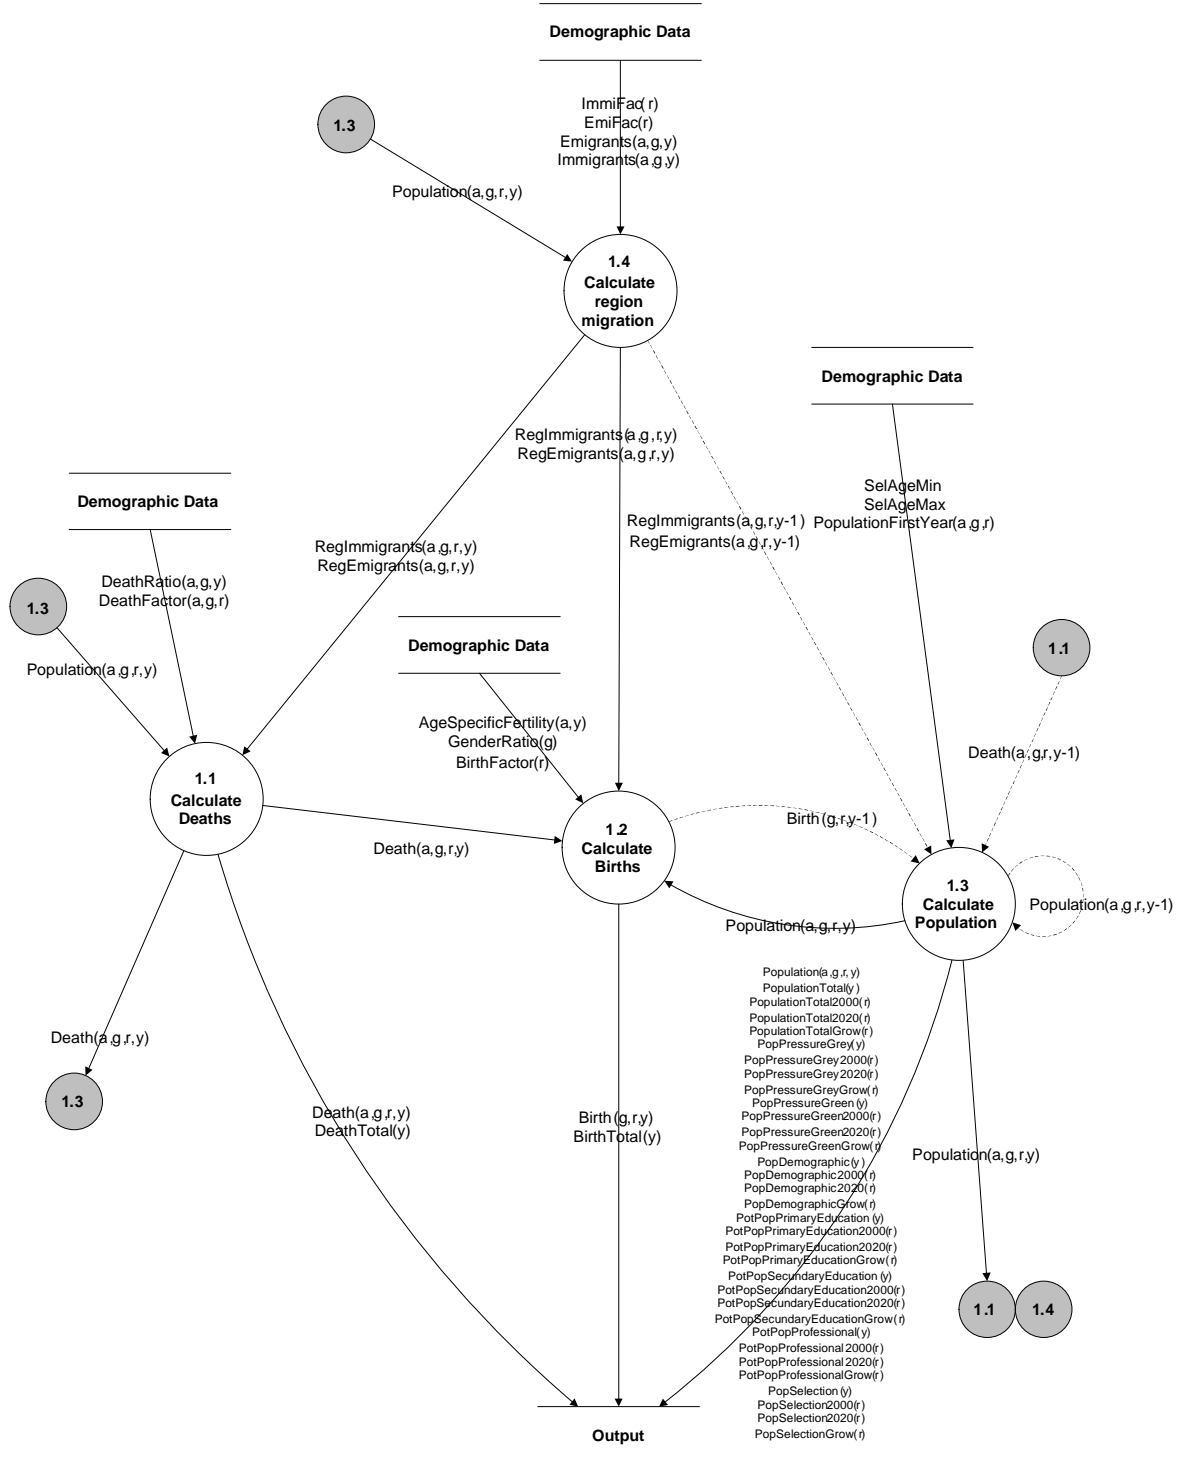 Demographic Data
ImmiFac(r)
EmiFac(r)
Emigrants(a,g,y)
Immigrants(a,g,y)
1.3
Population(a,g,r,y)
1.4
Calculate
region
migration
Demographic Data
RegImmigrants(a,g,r,y)
RegEmigrants(a,g,r,y)
SelAgeMin
SelAgeMax
PopulationFirstYear(a,g,r)
RegImmigrants(a,g,r,y-1)
RegEmigrants(a,g,r,y-1)
Demographic Data
RegImmigrants(a,g,r,y)
RegEmigrants(a,g,r,y)
DeathRatio(a,g,y)
DeathFactor(a,g,r)
1.3
Population(a,g,r,y)
Demographic Data
1.1
AgeSpecificFertility(a,y)
GenderRatio(g)
BirthFactor(r)
Death(a,g,r,y-1)
1.1
Calculate
Deaths
Death(a,g,r,y)
1.2
Calculate
Births
Birth(g,r,y-1)
1.3
Calculate
Population
Population(a,g,r,y-1)
Population(a,g,r,y)
Death(a,g,r,y)
1.3
Death(a,g,r,y)
DeathTotal(y)
Birth(g,r,y)
BirthTotal(y)
Population(a,g,r,y)
PopulationTotal(y)
PopulationTotal2000(r)
PopulationTotal2020(r)
PopulationTotalGrow(r)
PopPressureGrey(y)
PopPressureGrey2000(r)
PopPressureGrey2020(r)
PopPressureGreyGrow(r)
PopPressureGreen(y)
PopPressureGreen2000(r)
PopPressureGreen2020(r)
PopPressureGreenGrow(r)
PopDemographic(y)
PopDemographic2000(r)
PopDemographic2020(r)
PopDemographicGrow(r)
PotPopPrimaryEducation(y)
PotPopPrimaryEducation2000(r)
PotPopPrimaryEducation2020(r)
PotPopPrimaryEducationGrow(r)
PotPopSecundaryEducation(y)
PotPopSecundaryEducation2000(r)
PotPopSecundaryEducation2020(r)
PotPopSecundaryEducationGrow(r)
PotPopProfessional(y)
PotPopProfessional2000(r)
PotPopProfessional2020(r)
PotPopProfessionalGrow(r)
PopSelection(y)
PopSelection2000(r)
PopSelection2020(r)
PopSelectionGrow(r)
Population(a,g,r,y)
1.1
1.4
Output